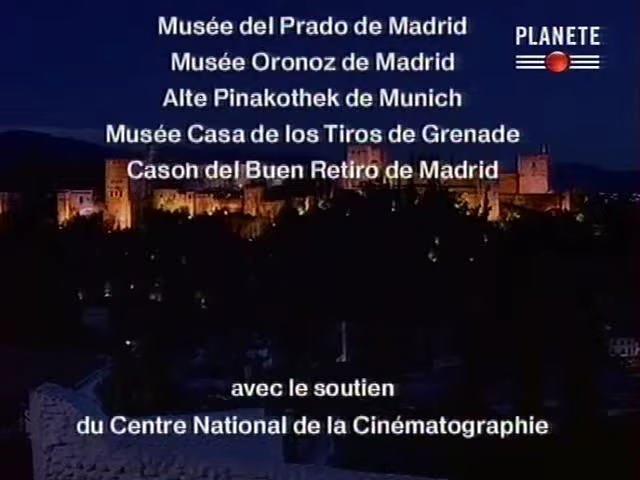 Musée del Prado de Madrid
PLANETE
Musée Oronoz de Madrid
Alte Pinakothek de Munich
Musée Casa de los Tiros de Grenade
Cason del Buen Retiro de Madrid
avec le soutien
du Centre National de la Cinématographie